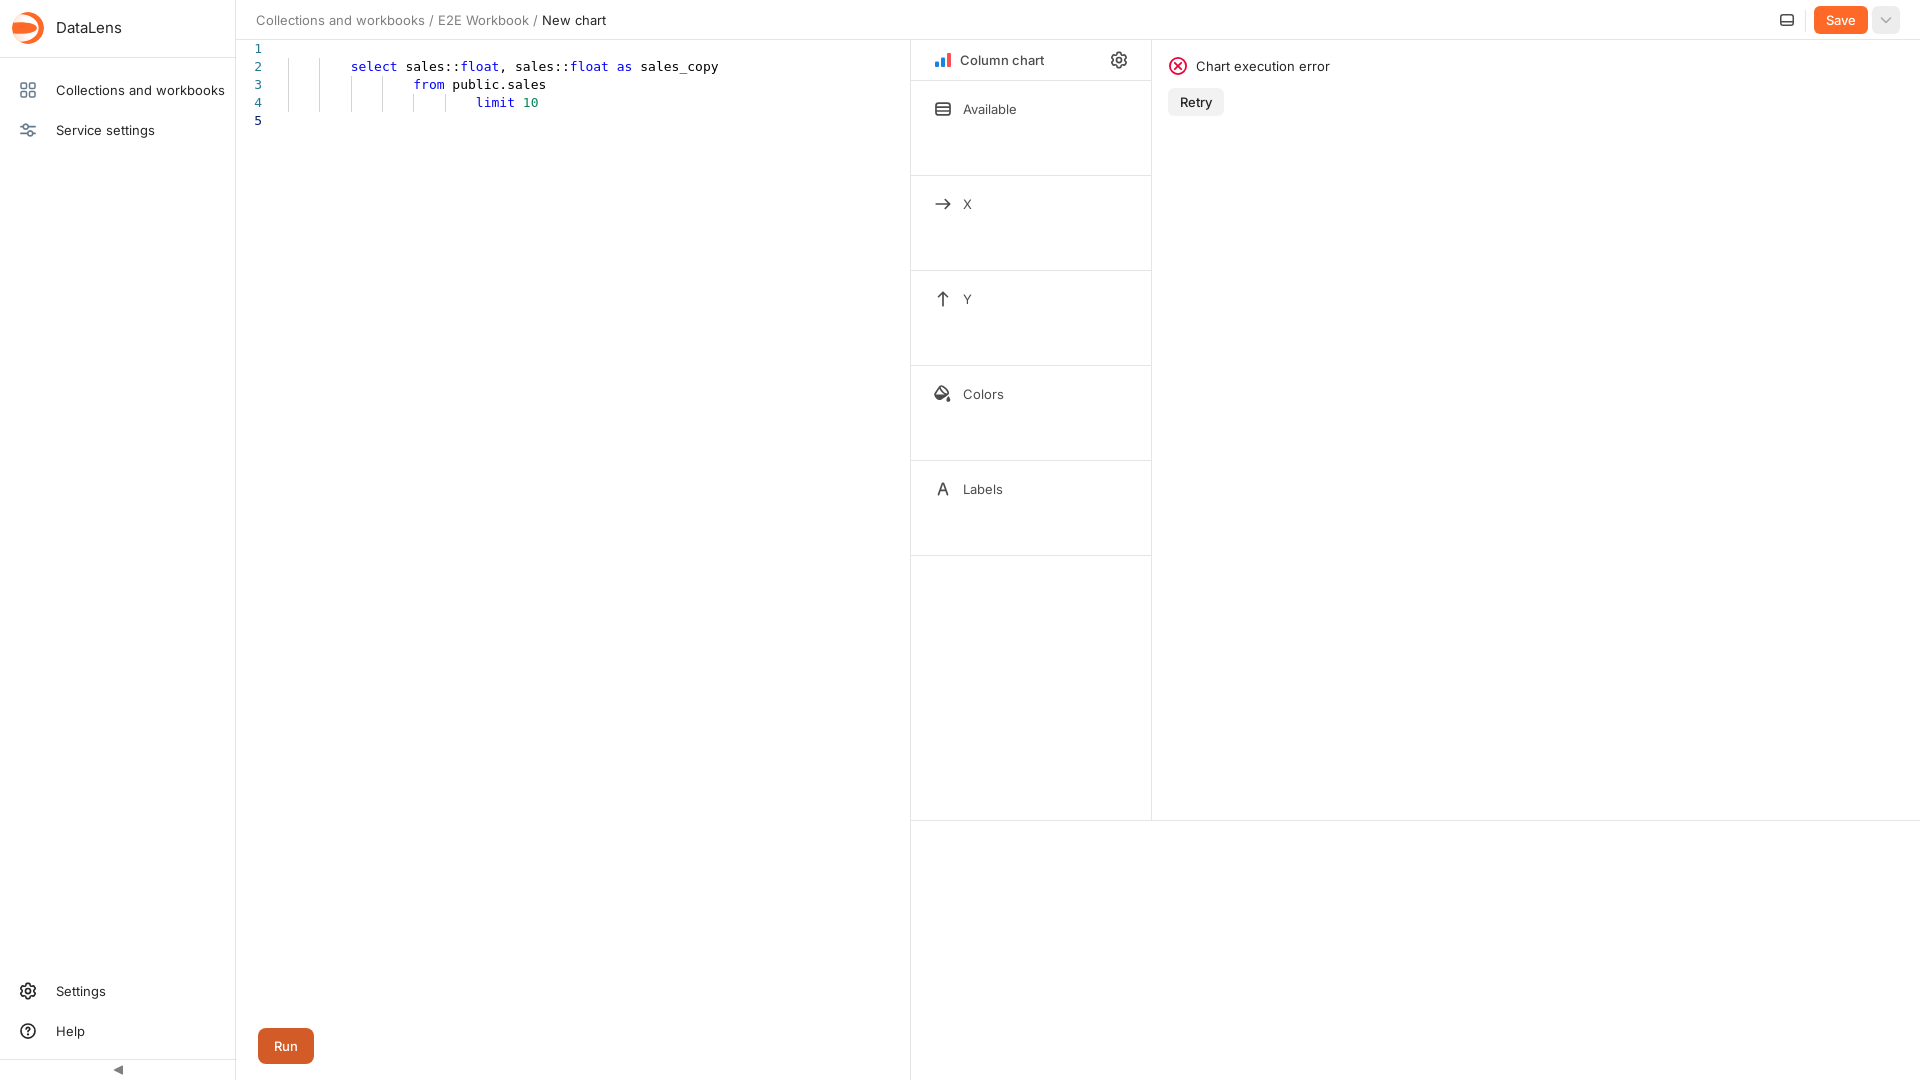 DataLens
Collections and workbooks
Service settings
Settings
Help
Collections and workbooks / E2E Workbook / New chart
Save
1
2 select sales::float, sales::float as sales_copy
3 from public.sales
4 limit 10
5
Run
Column chart
Available
X
Y
Colors
Labels
Chart execution error
Retry